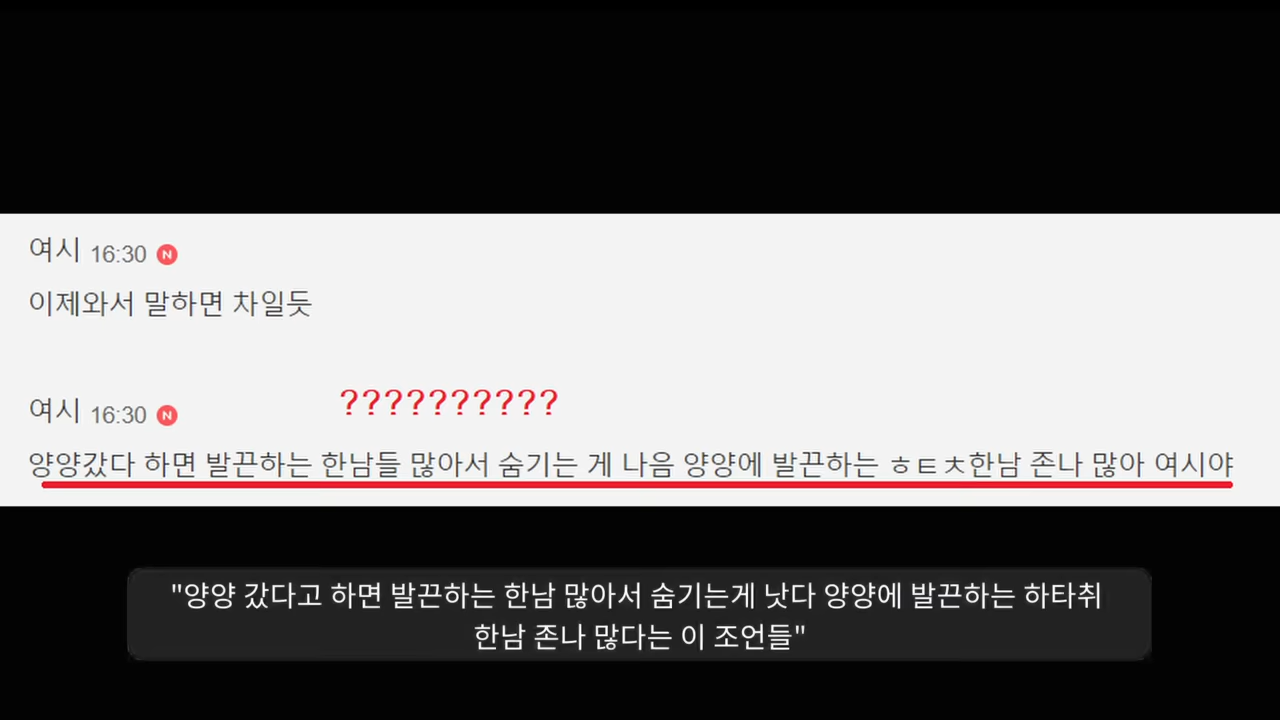 여시 16:30 N
이제와서 말하면 차일듯
여시 16:30 N
??????????
양양갔다 하면 발끈하는 한남들 많아서 숨기는 게 나음 양양에 발끈하는 ㅎㅌㅊ한남 존나 많아 여시야
"양양 갔다고 하면 발끈하는 한남 많아서 숨기는게 낫다 양양에 발끈하는 하타취
한남 존나 많다는 이 조언들"